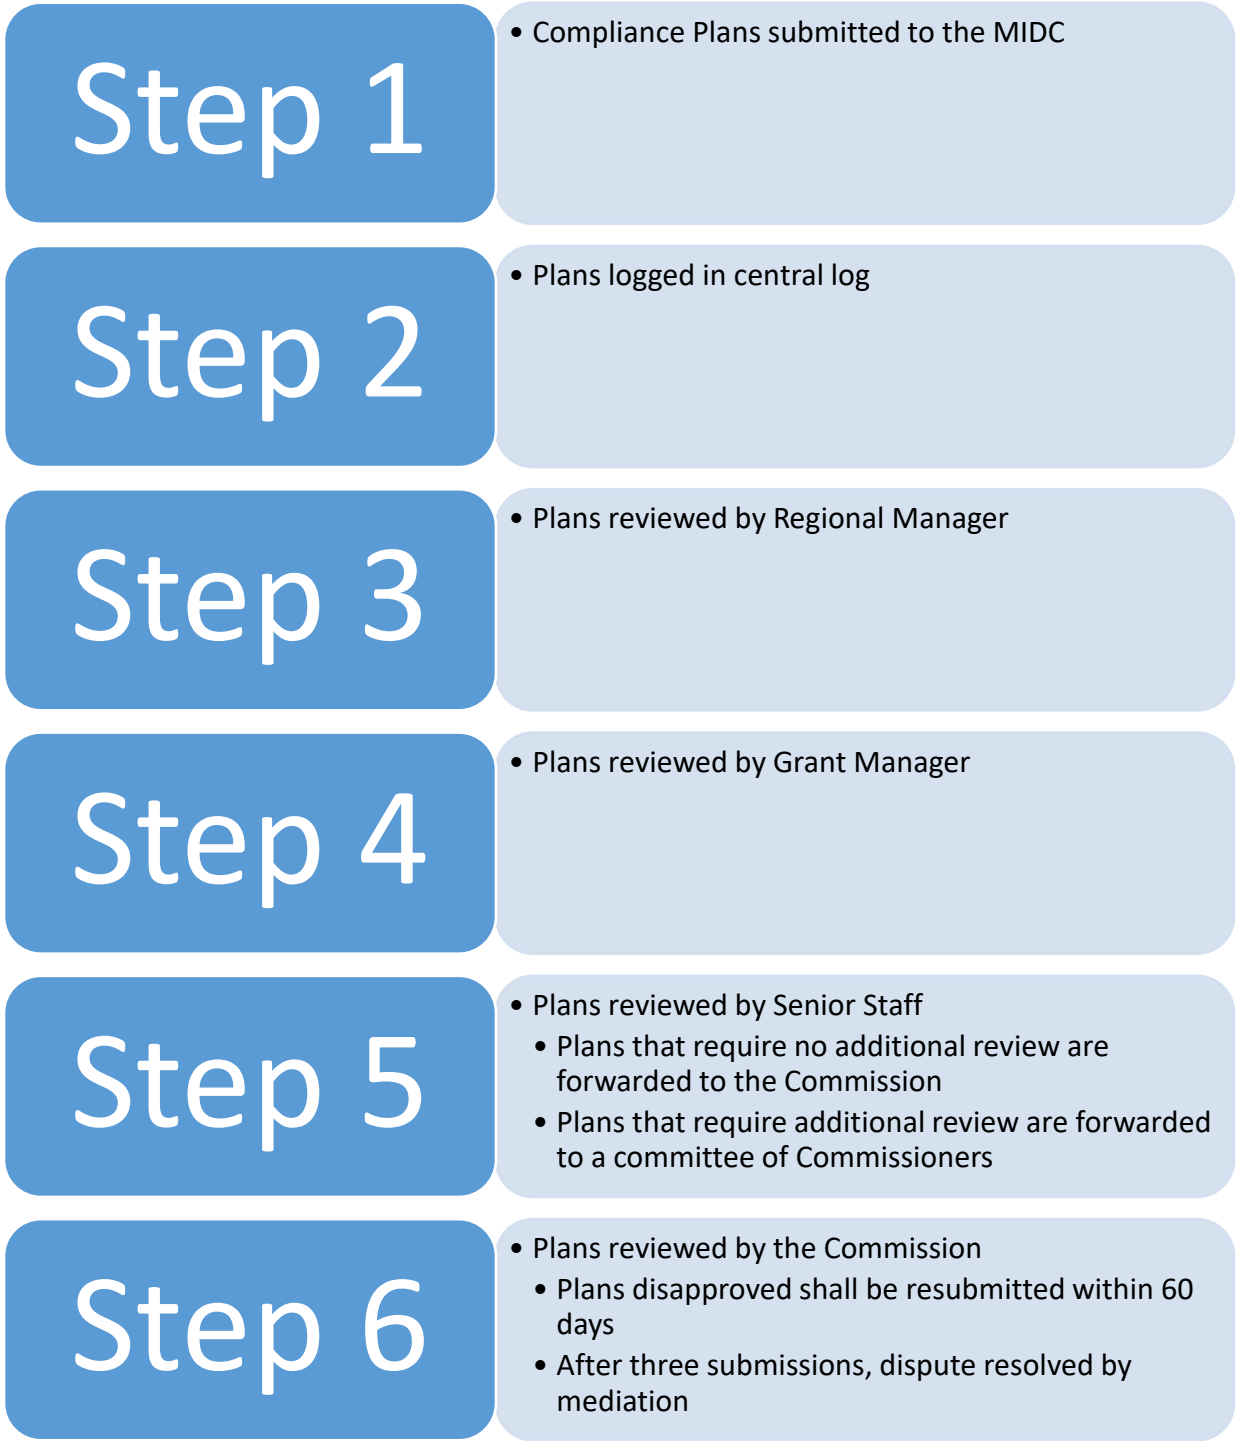 Step 1
• Compliance Plans submitted to the MIDC
Step 2
• Plans logged in central log
Step 3
• Plans reviewed by Regional Manager
Step 4
• Plans reviewed by Grant Manager
Step 5
• Plans reviewed by Senior Staff
• Plans that require no additional review are
forwarded to the Commission
• Plans that require additional review are forwarded
to a committee of Commissioners
Step 6
• Plans reviewed by the Commission
• Plans disapproved shall be resubmitted within 60
days
• After three submissions, dispute resolved by
mediation